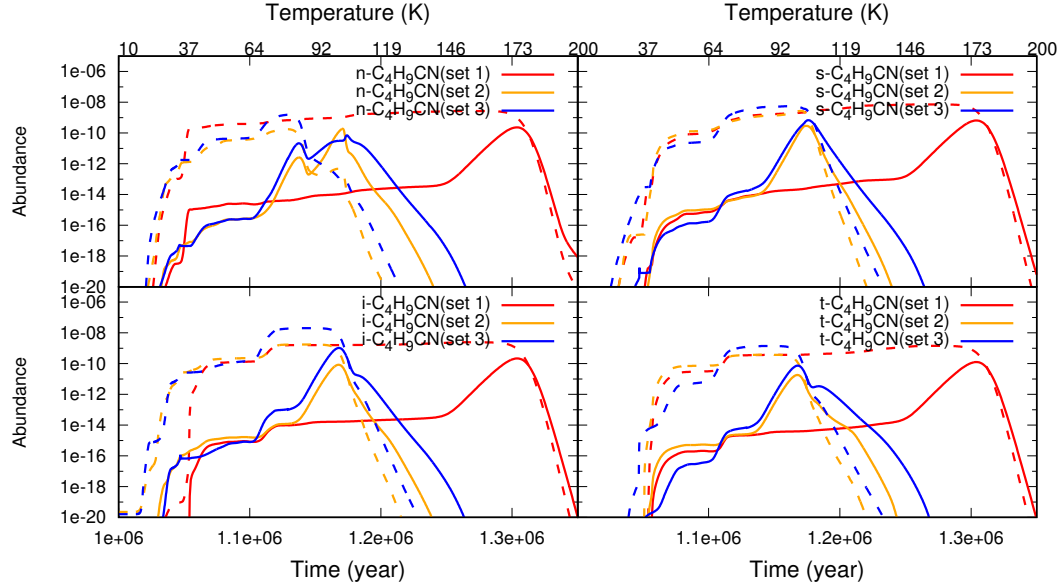 Temperature (K)
Temperature (K)
10 37 64 92 119 146 173 200
37 64 92 119 146 173 200
Abundance
1e-06
1e-08
1e-10
1e-12
1e-14
1e-16
1e-18
1e-20
n-C4H9CN(set 1)
n-C4H9CN(set 2)
n-C4H9CN(set 3)
s-C4H9CN(set 1)
s-C4H9CN(set 2)
s-C4H9CN(set 3)
Abundance
1e-06
1e-08
1e-10
1e-12
1e-14
1e-16
1e-18
1e-20
i-C4H9CN(set 1)
i-C4H9CN(set 2)
i-C4H9CN(set 3)
t-C4H9CN(set 1)
t-C4H9CN(set 2)
t-C4H9CN(set 3)
1e+06 1.1e+06 1.2e+06 1.3e+06
1.1e+06 1.2e+06 1.3e+06
Time (year)
Time (year)